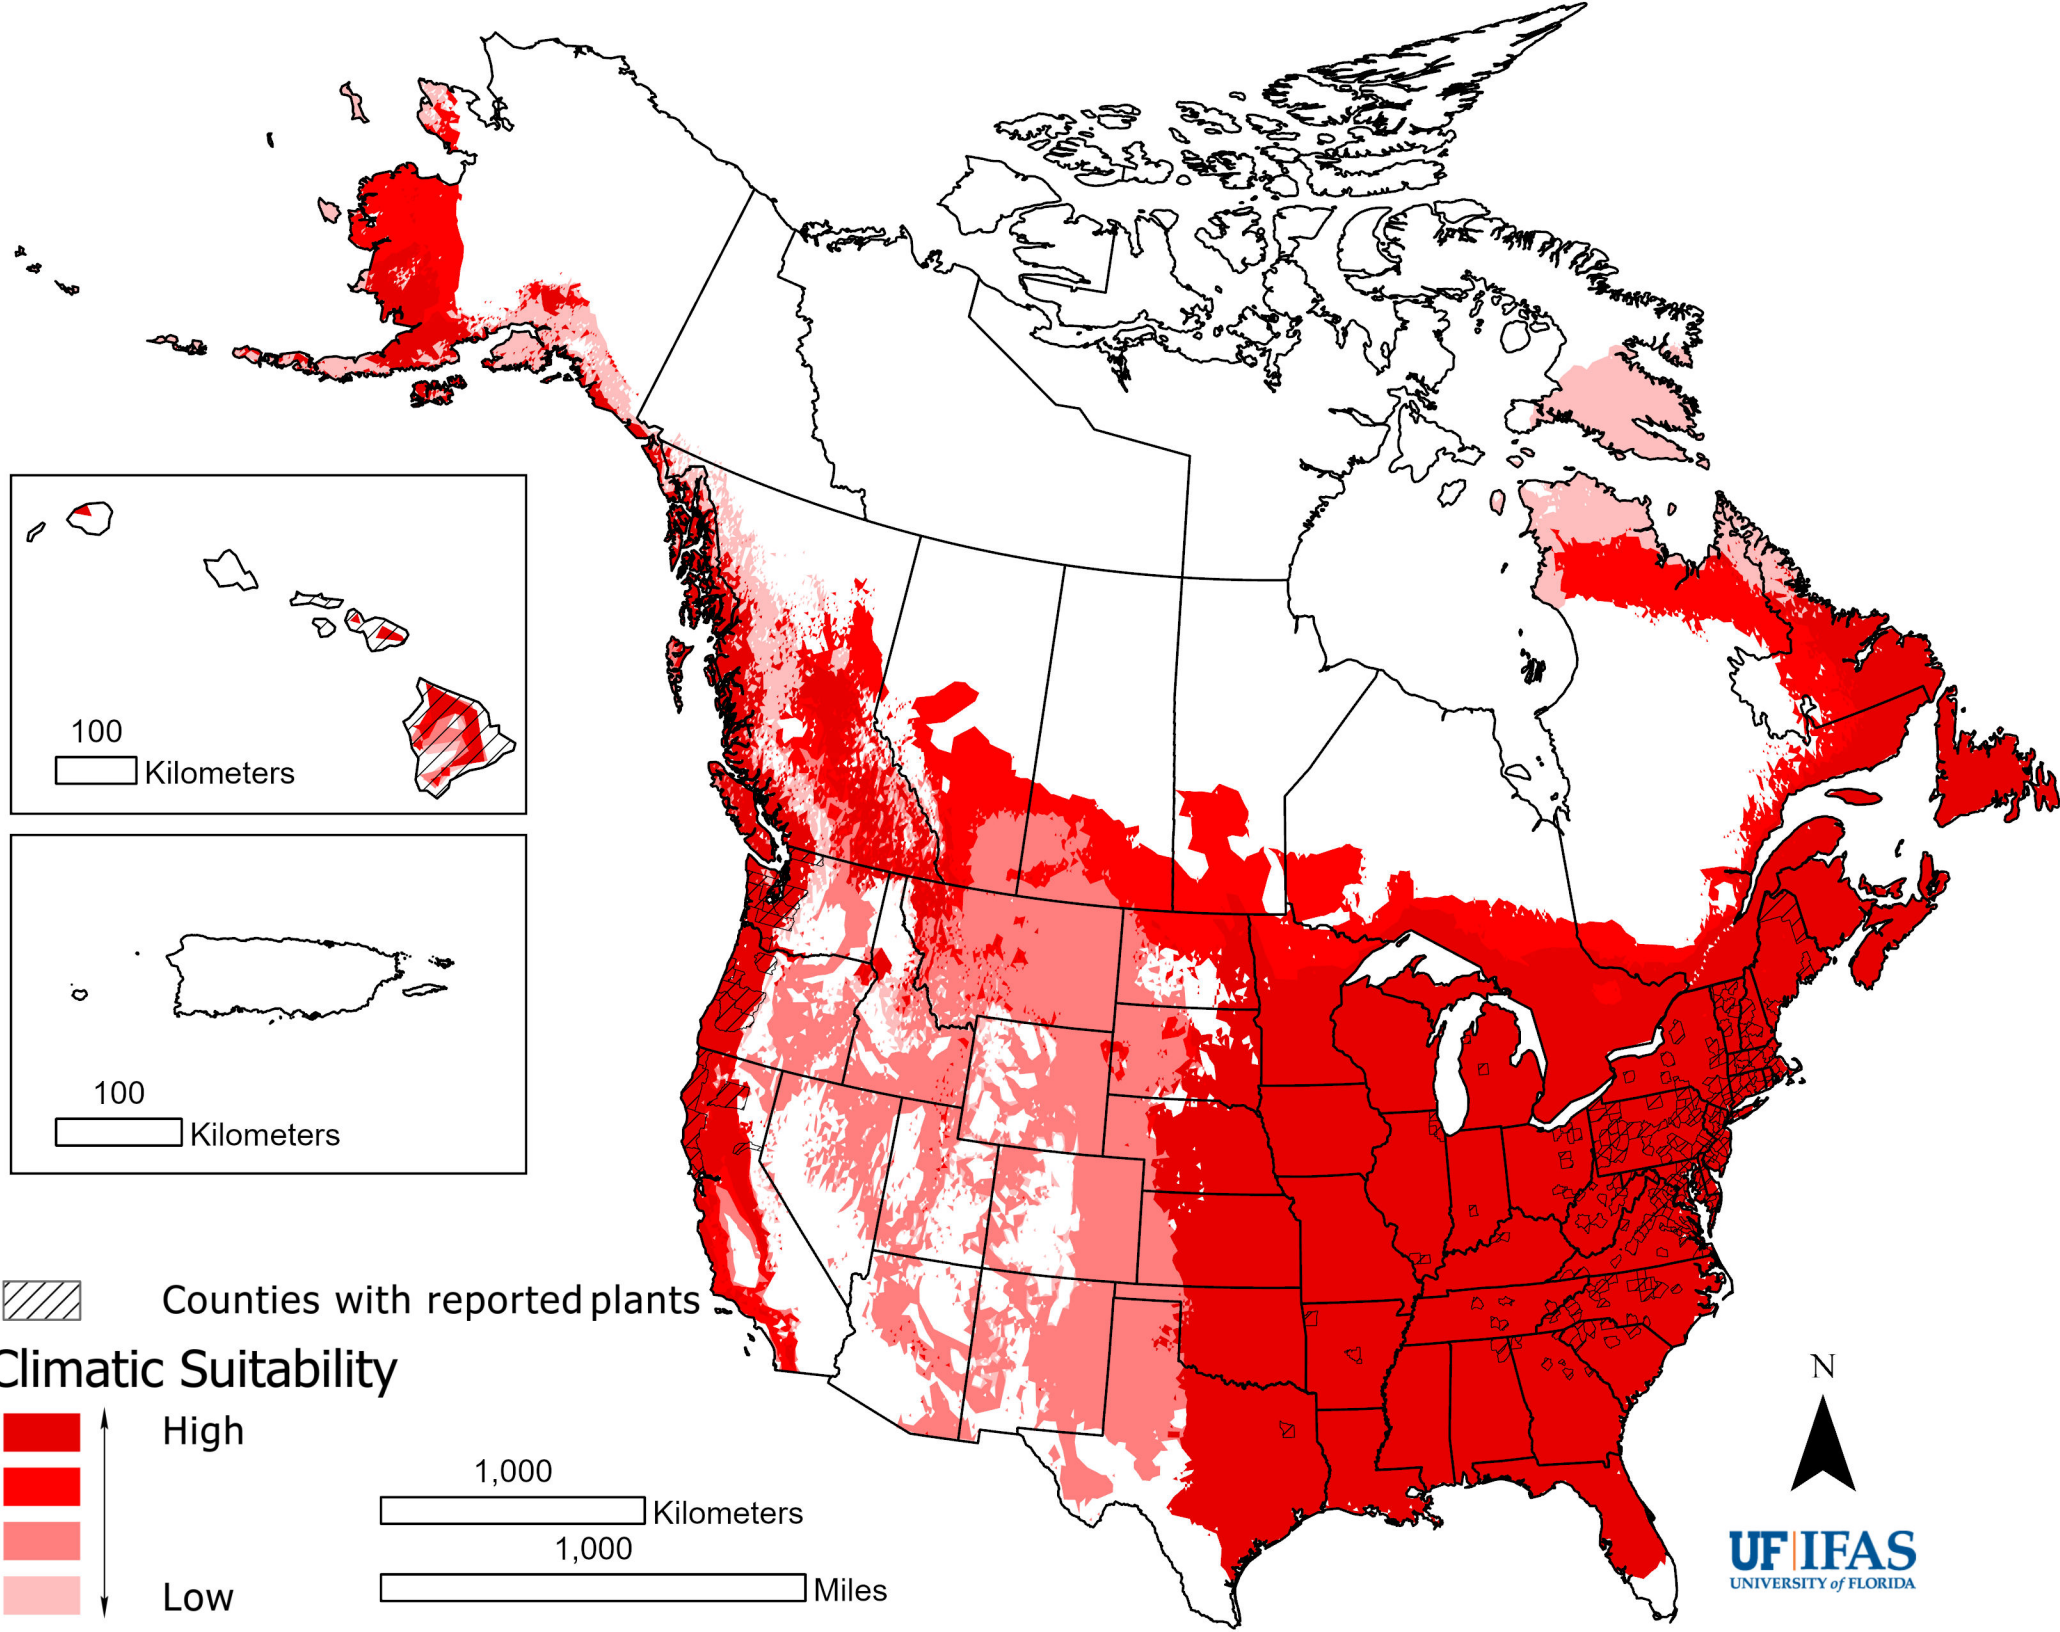 100
Kilometers
100
Kilometers
Counties with reported plants
Climatic Suitability
High
Low
1,000
Kilometers
1,000
Miles
N
UF|IFAS
UNIVERSITY of FLORIDA